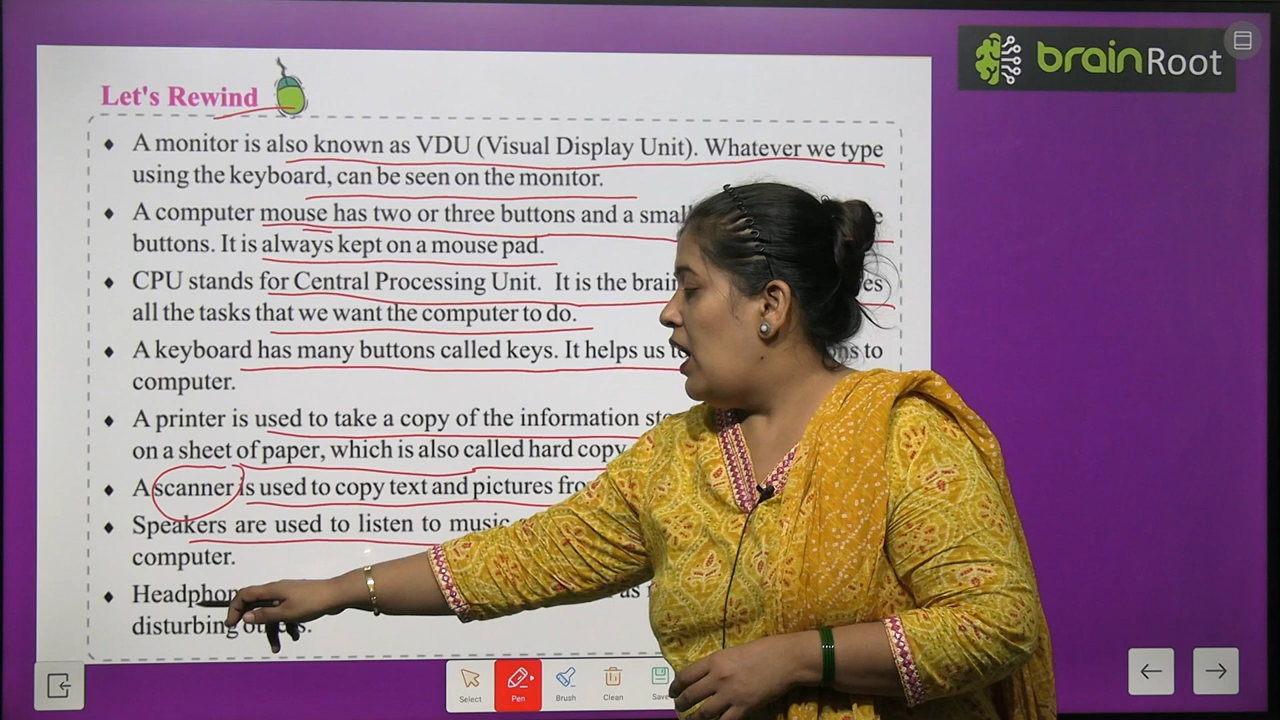 brainRoot
Let's Rewind
A monitor is also known as VDU (Visual Display Unit). Whatever we type
using the keyboard, can be seen on the monitor.
A computer mouse has two or three buttons and a
buttons. It is always kept on a mouse pad.
CPU stands for Central Processing Unit. It is the
all the tasks that we want the computer to do.
A keyboard has many buttons called keys. It helps us to
computer.
A printer is used to take a copy of the information
on a sheet of paper, which is also called hard copy
A scanner is used to copy text and pictures
Speakers are used to listen to music
computer.
disturbing
Select
Pen
Brush
Clean
Save